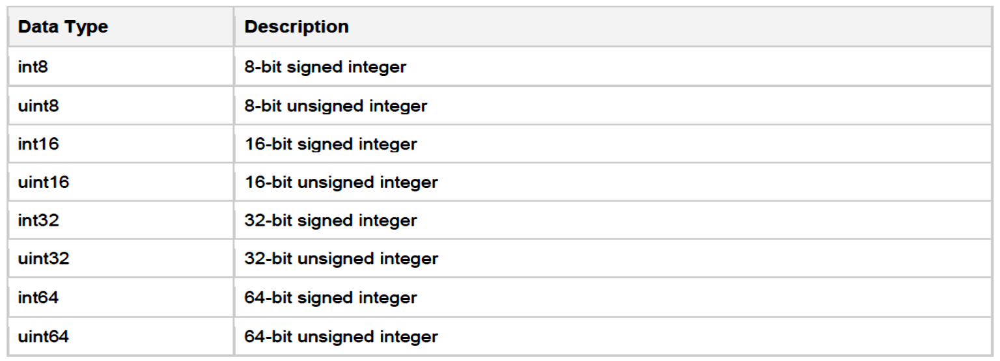 Data Type Description
int8 8-bit signed integer
uint8 8-bit unsigned integer
int16 16-bit signed integer
uint16 16-bit unsigned integer
int32 32-bit signed integer
uint32 32-bit unsigned integer
int64 64-bit signed integer
uint64 64-bit unsigned integer